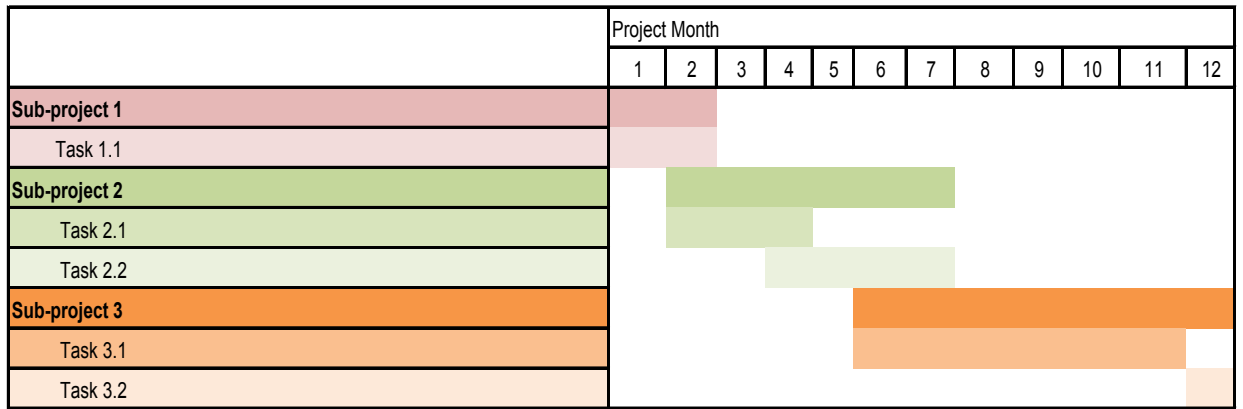 Project Month
1 2 3 4 5 6 7 8 9 10 11 12
Sub-project 1
Task 1.1
Sub-project 2
Task 2.1
Task 2.2
Sub-project 3
Task 3.1
Task 3.2